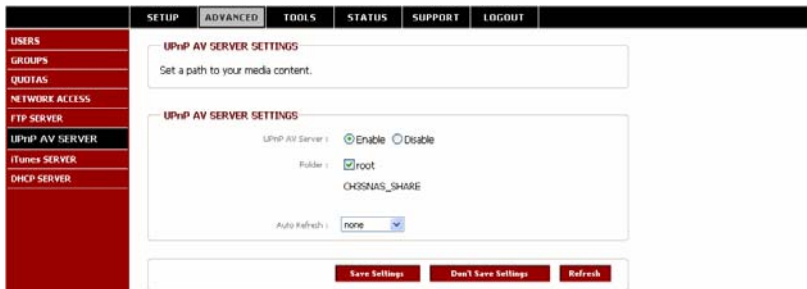 SETUP ADVANCED TOOLS STATUS SUPPORT LOGOUT
USERS
GROUPS
QUOTAS
NETWORK ACCESS
FTP SERVER
UPnP AV SERVER
iTunes SERVER
DHCP SERVER
UPnP AV SERVER SETTINGS
Set a path to your media content.
UPnP AV SERVER SETTINGS
UPnP AV Server : Enable Disable
Folder : root
CH3SNAS_SHARE
Auto Refresh : none
Save Settings Don't Save Settings Refresh